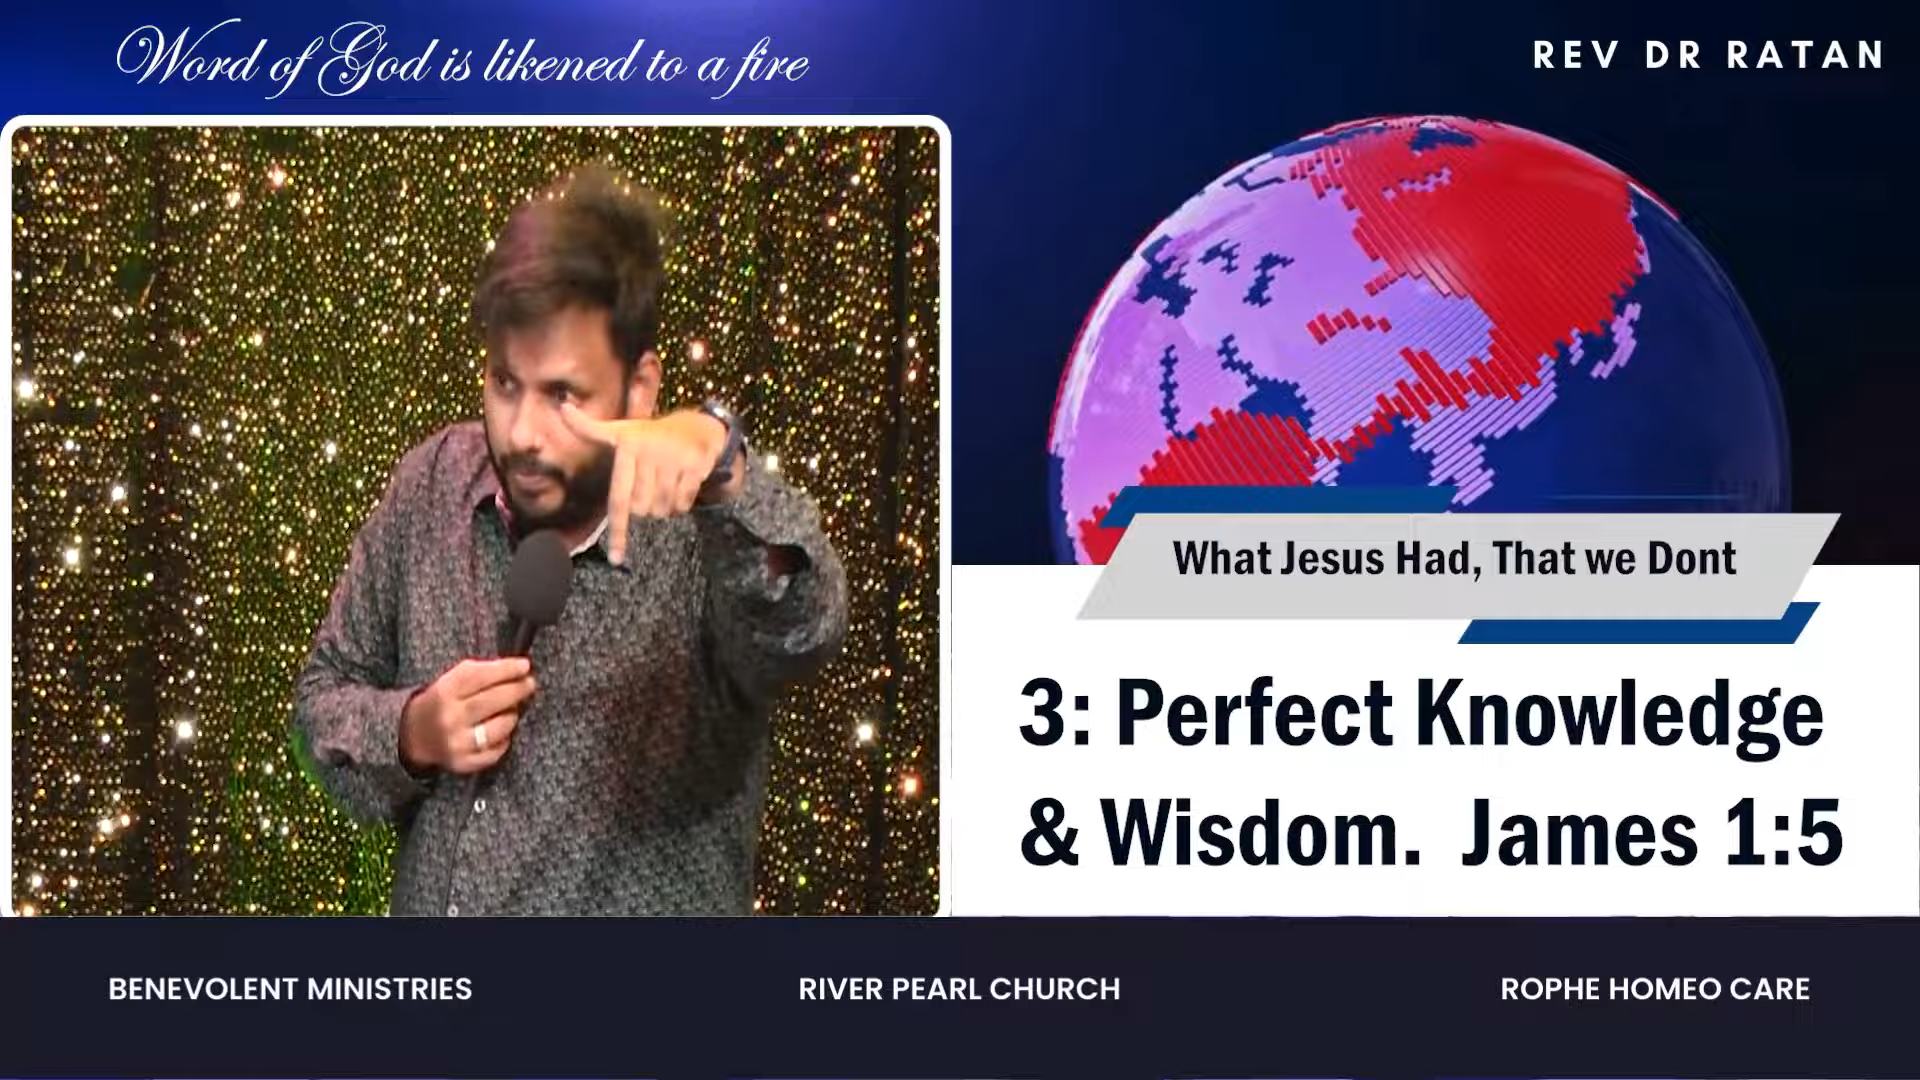 Word of God is likened to a fire
REV DR RATAN
What Jesus Had, That we Dont
3: Perfect Knowledge
& Wisdom. James 1:5
BENEVOLENT MINISTRIES
RIVER PEARL CHURCH
ROPHE HOMEO CARE